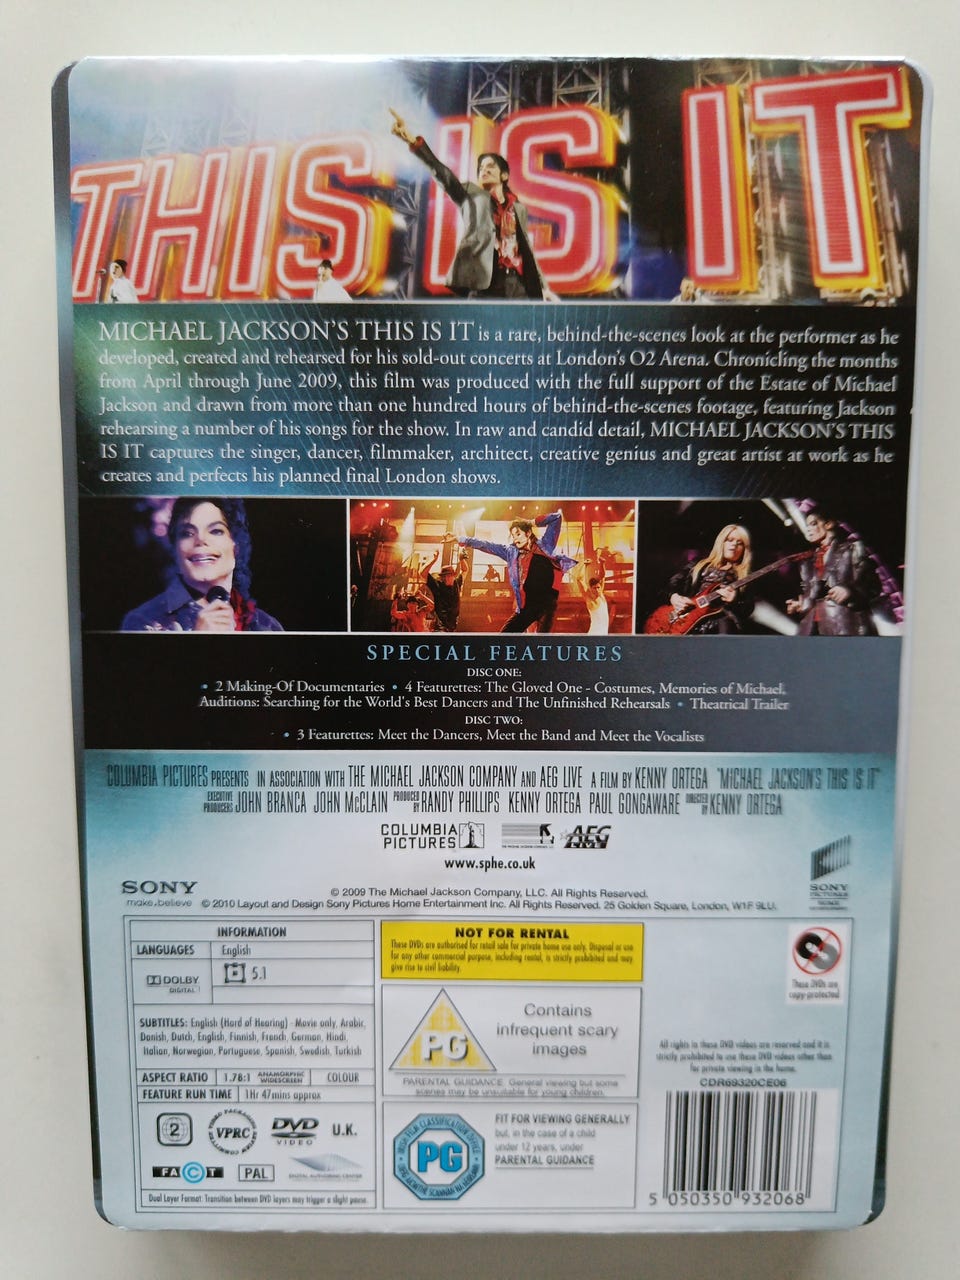 THIS IS IT
MICHAEL JACKSON'S THIS IS IT is a rare, behind-the-scenes look at the performer as he
developed, created and rehearsed for his sold-out concerts at London's O2 Arena. Chronicling the months
from April through June 2009, this film was produced with the full support of the Estate of Michael
Jackson and drawn from more than one hundred hours of behind-the-scenes footage, featuring Jackson
rehearsing a number of his songs for the show. In raw and candid detail, MICHAEL JACKSON'S THIS
IS IT captures the singer, dancer, filmmaker, architect, creative genius and great artist at work as he
creates and perfects his planned final London shows.
SPECIAL FEATURES
DISC ONE:
• 2 Making-Of Documentaries • 4 Featurettes: The Gloved One - Costumes, Memories of Michael,
Auditions: Searching for the World's Best Dancers and The Unfinished Rehearsals • Theatrical Trailer
DISC TWO:
• 3 Featurettes: Meet the Dancers, Meet the Band and Meet the Vocalists
COLUMBIA PICTURES PRESENTS IN ASSOCIATION WITH THE MICHAEL JACKSON COMPANY AND AEG LIVE A FILM BY KENNY ORTEGA "MICHAEL JACKSON'S THIS IS IT"
EXECUTIVE PRODUCERS JOHN BRANCA JOHN McCLAIN PRODUCED BY RANDY PHILLIPS KENNY ORTEGA PAUL GONGAWARE DIRECTED BY KENNY ORTEGA
COLUMBIA
PICTURES
AEG
LIVE
www.sphe.co.uk
SONY
make.believe
SONY
PICTURES
HOME
© 2009 The Michael Jackson Company, LLC. All Rights Reserved.
© 2010 Layout and Design Sony Pictures Home Entertainment Inc. All Rights Reserved. 25 Golden Square, London, W1F 9LU.
INFORMATION
LANGUAGES English
DOLBY
DIGITAL
5.1
SUBTITLES: English (Hard of Hearing) - Movie only, Arabic,
Danish, Dutch, English, Finnish, French, German, Hindi,
Italian, Norwegian, Portuguese, Spanish, Swedish, Turkish
ASPECT RATIO 1.78:1 ANAMORPHIC WIDESCREEN COLOUR
FEATURE RUN TIME 1Hr 47mins approx
2
VPRC
DVD
VIDEO
U.K.
FACT
PAL
DIGITAL AUTHORING CENTER
Dual Layer Format: Transition between DVD layers may trigger a slight pause.
NOT FOR RENTAL
These DVDs are authorised for retail sale for private home use only. Disposal or use
for any other commercial purpose, including rental, is strictly prohibited and may
give rise to civil liability.
PG
Contains
infrequent scary
images
PARENTAL GUIDANCE General viewing but some
scenes may be unsuitable for young children.
PG
FIT FOR VIEWING GENERALLY
but, in the case of a child
under 12 years, under
PARENTAL GUIDANCE
These DVDs are
copy-protected
All rights in these DVD videos are reserved and it is
strictly prohibited to use these DVD videos other than
for private viewing in the home.
CDR69320CE06
5 050350 932068